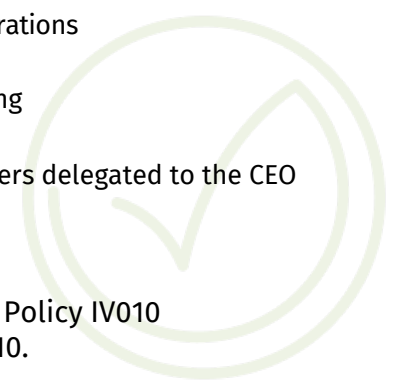 rations
ng
ers delegated to the CEO
Policy IV010
10.